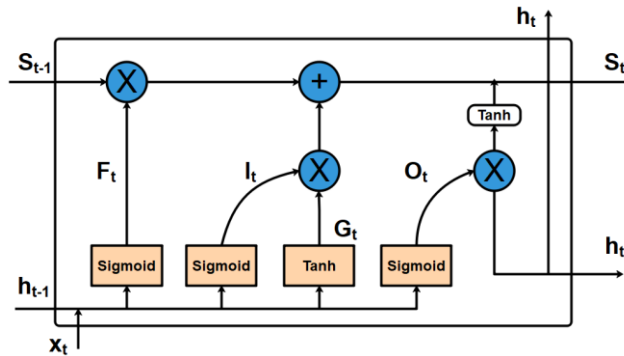 h_t
S_{t-1}
X
+
S_t
Tanh
F_t
I_t
X
O_t
X
G_t
h_t
Sigmoid
Sigmoid
Tanh
Sigmoid
h_{t-1}
x_t